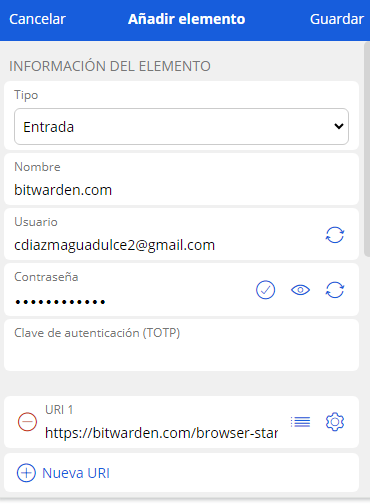 Cancelar Añadir elemento Guardar
INFORMACIÓN DEL ELEMENTO
Tipo
Entrada
Nombre
bitwarden.com
Usuario
cdiazmaguadulce2@gmail.com
Contraseña
••••••••••••
Clave de autenticación (TOTP)
URI 1
https://bitwarden.com/browser-star
Nueva URI